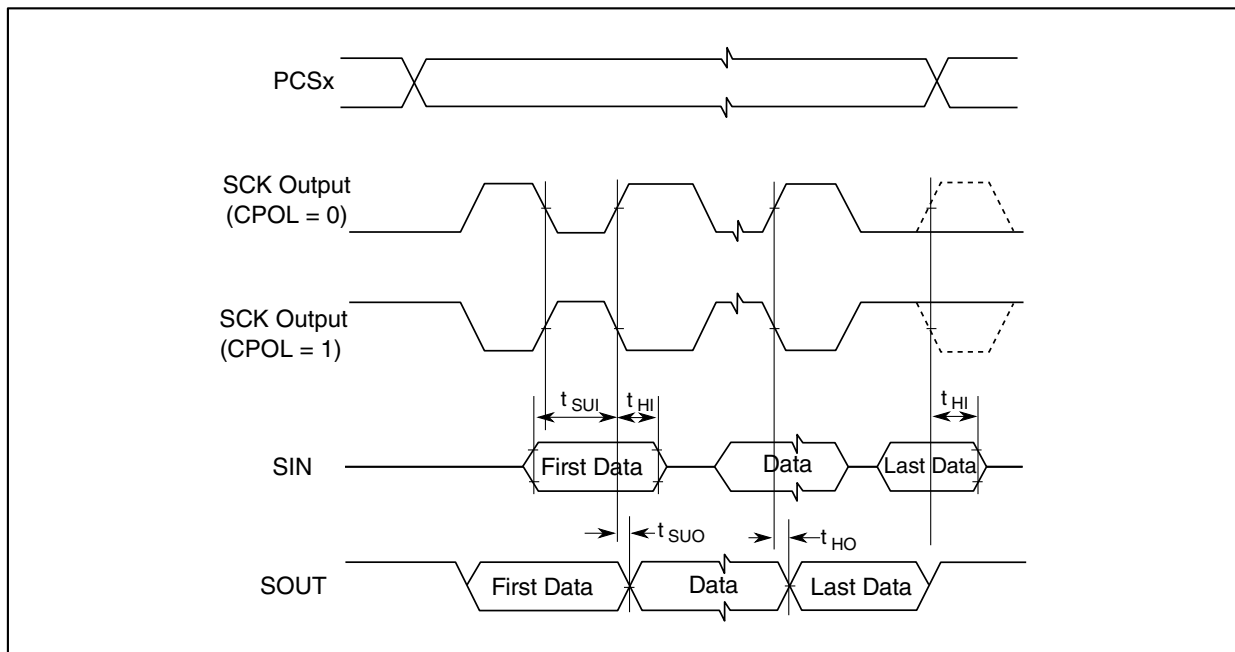 PCSx
SCK Output
(CPOL = 0)
SCK Output
(CPOL = 1)
t SUI
t HI
t HI
SIN
First Data
Data
Last Data
t SUO
t HO
SOUT
First Data
Data
Last Data